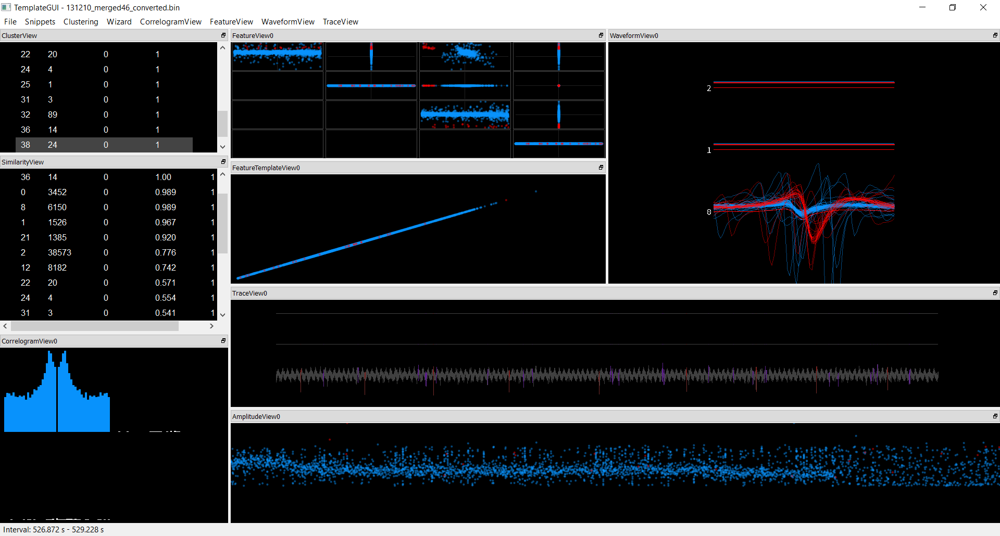 TemplateGUI - 131210_merged46_converted.bin
File Snippets Clustering Wizard CorrelogramView FeatureView WaveformView TraceView
ClusterView
22 20 0 1
24 4 0 1
25 1 0 1
31 3 0 1
32 89 0 1
36 14 0 1
38 24 0 1
SimilarityView
36 14 0 1.00 1
0 3452 0 0.989 1
8 6150 0 0.989 1
1 1526 0 0.967 1
21 1385 0 0.920 1
2 38573 0 0.776 1
12 8182 0 0.742 1
22 20 0 0.571 1
24 4 0 0.554 1
31 3 0 0.541 1
CorrelogramView0
FeatureView0
FeatureTemplateView0
WaveformView0
2
1
0
TraceView0
AmplitudeView0
Interval: 526.872 s - 529.228 s